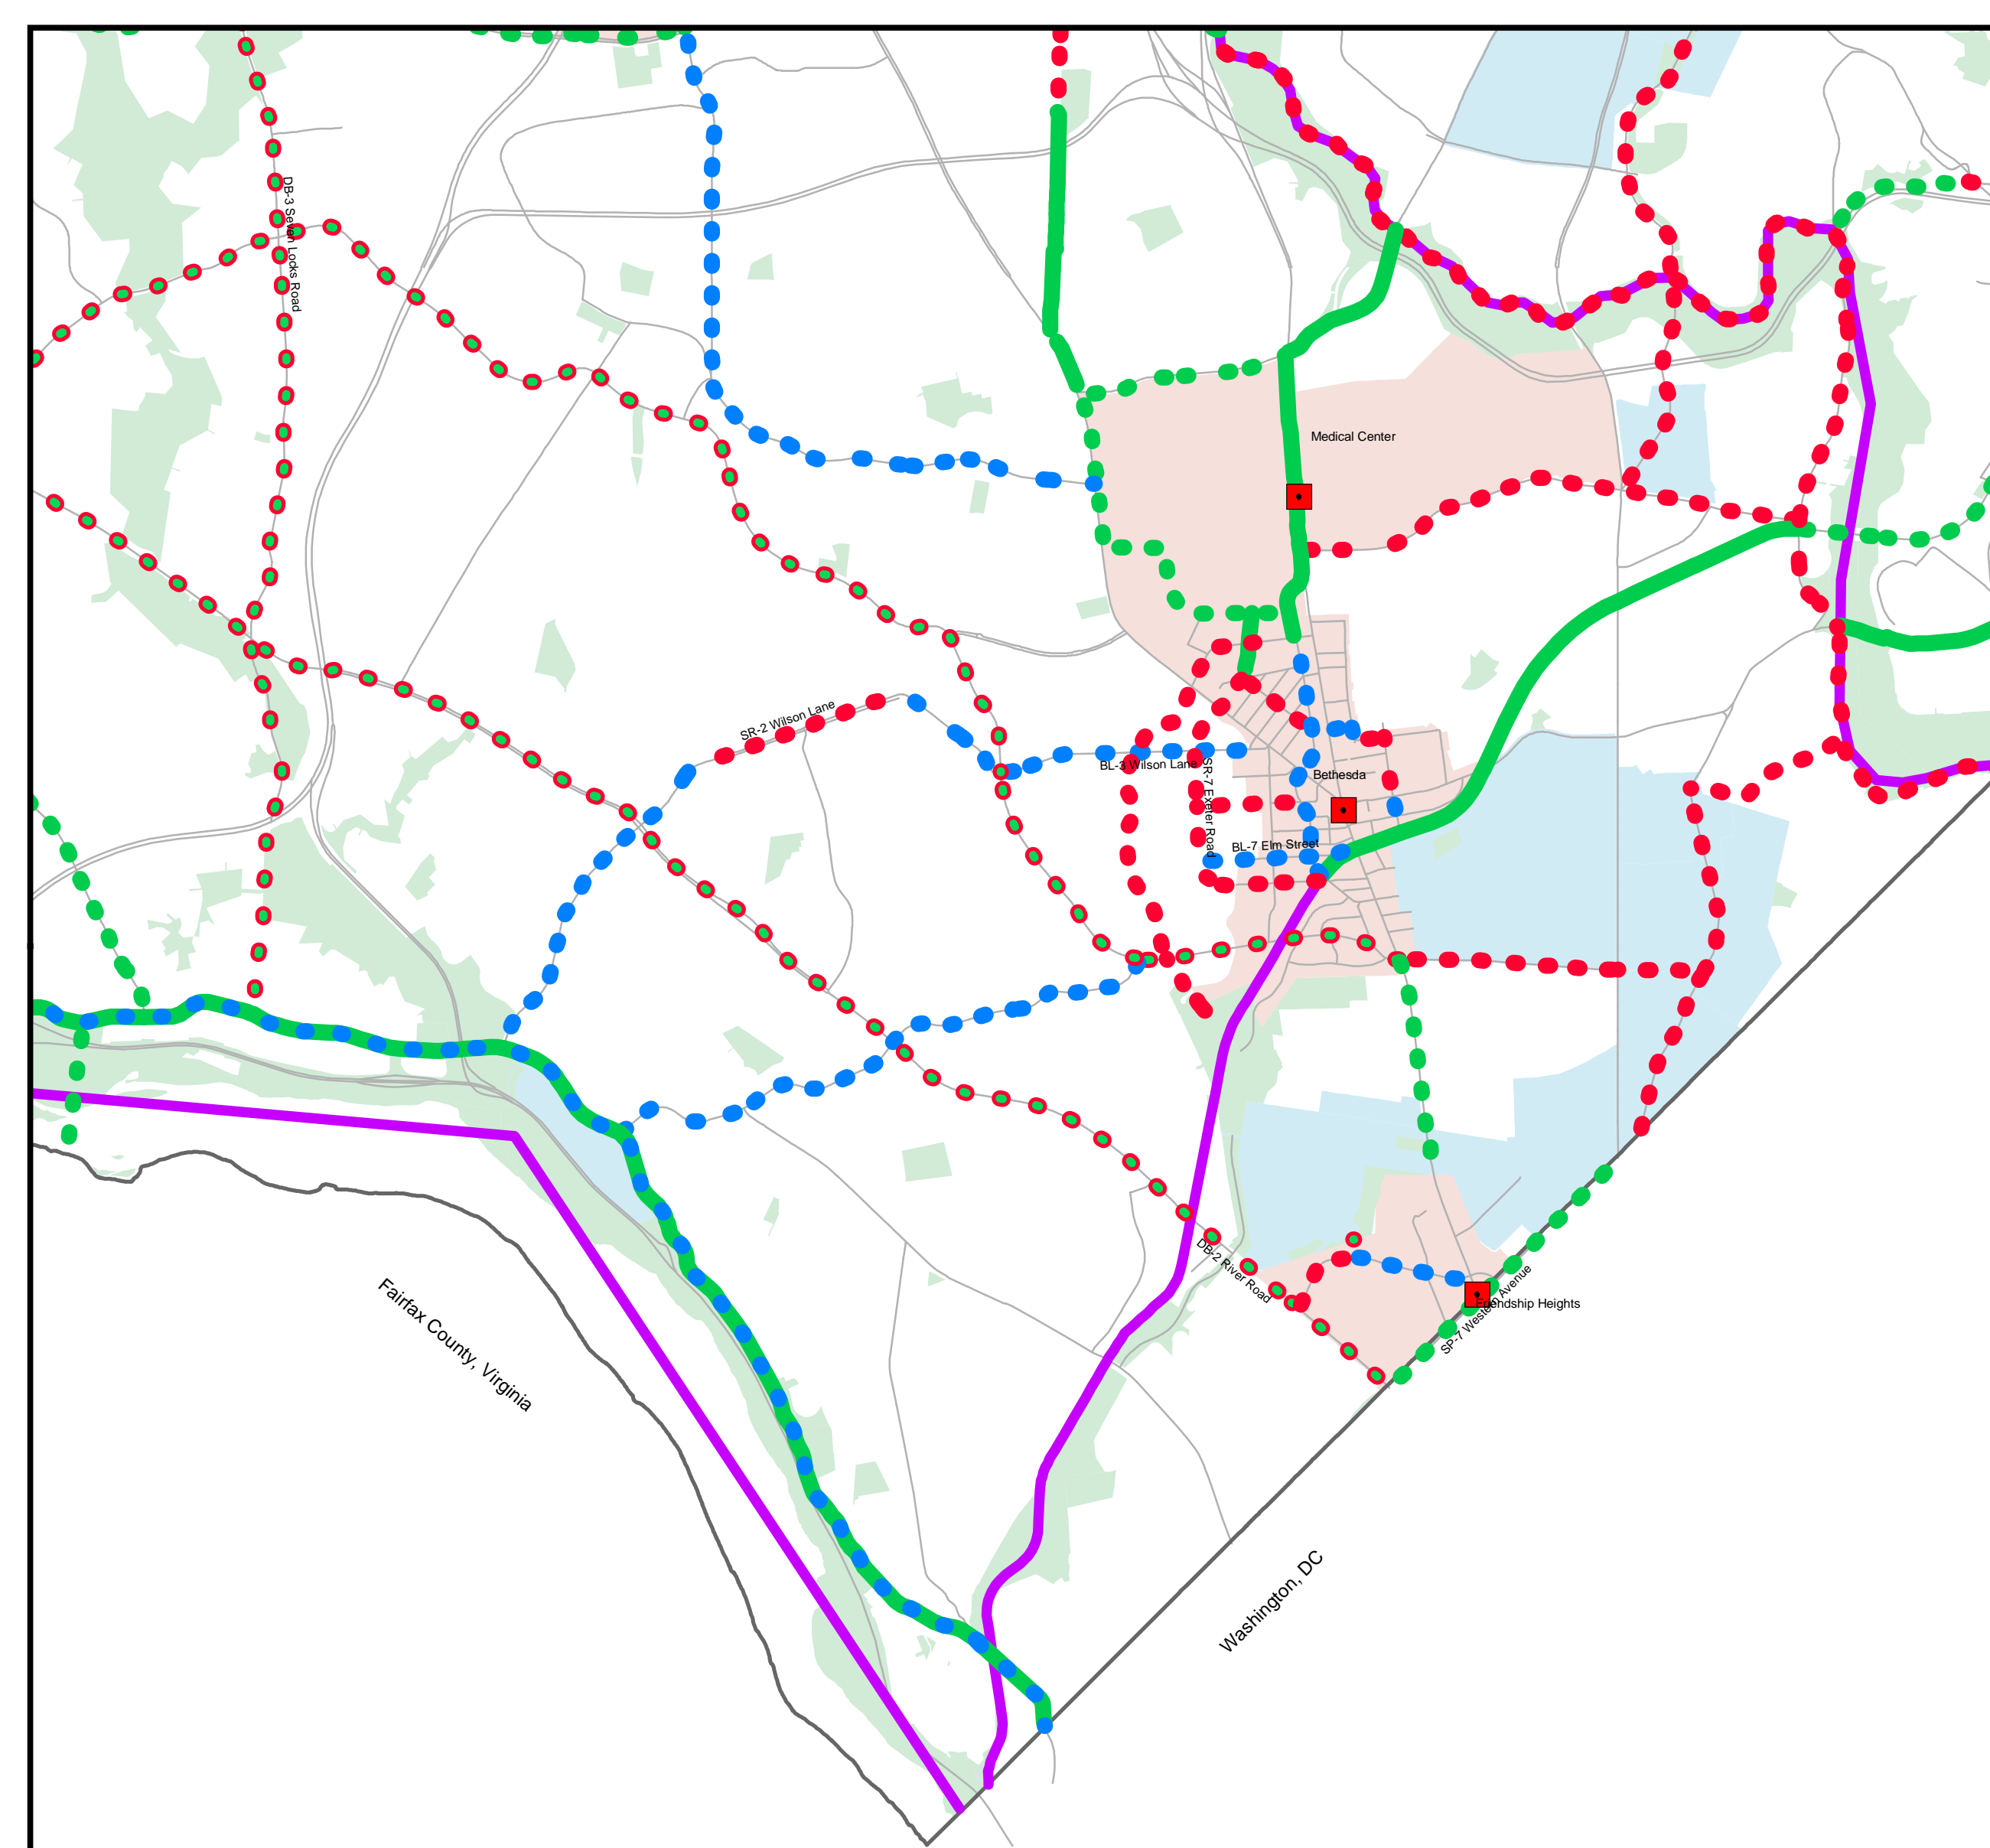 DB-3 Seven Locks Road
Medical Center
SR-2 Wilson Lane
BL-3 Wilson Lane
SR-7 Exeter Road
Bethesda
BL-7 Elm Street
DB-2 River Road
Friendship Heights
SP-7 Western Avenue
Fairfax County, Virginia
Washington, DC